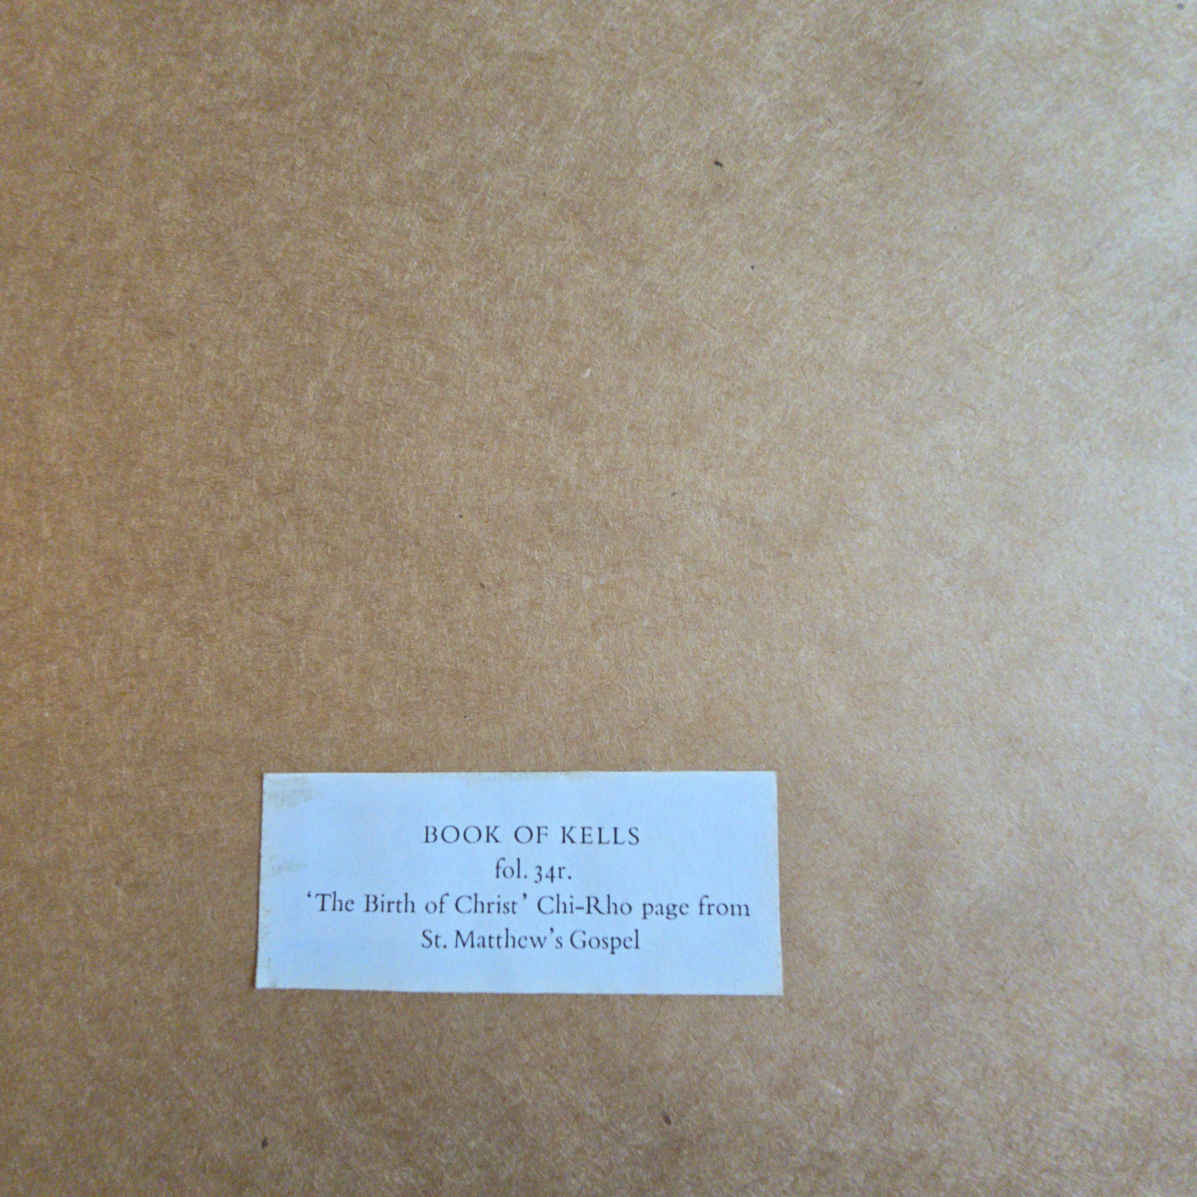 BOOK OF KELLS
fol. 34r.
‘The Birth of Christ’ Chi-Rho page from
St. Matthew’s Gospel